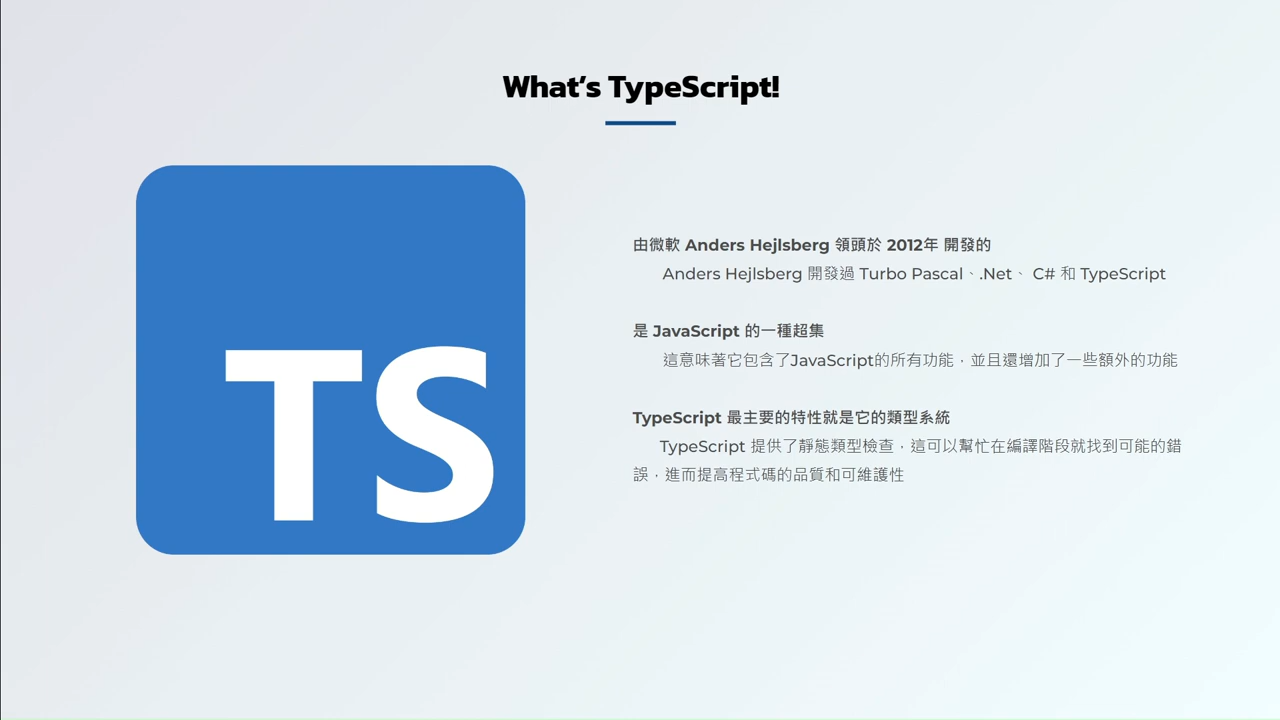 What's TypeScript!
TS
由微軟 Anders Hejlsberg 領頭於 2012年 開發的
Anders Hejlsberg 開發過 Turbo Pascal、.Net、 C# 和 TypeScript
是 JavaScript 的一種超集
這意味著它包含了JavaScript的所有功能，並且還增加了一些額外的功能
TypeScript 最主要的特性就是它的類型系統
TypeScript 提供了靜態類型檢查，這可以幫忙在編譯階段就找到可能的錯
誤，進而提高程式碼的品質和可維護性